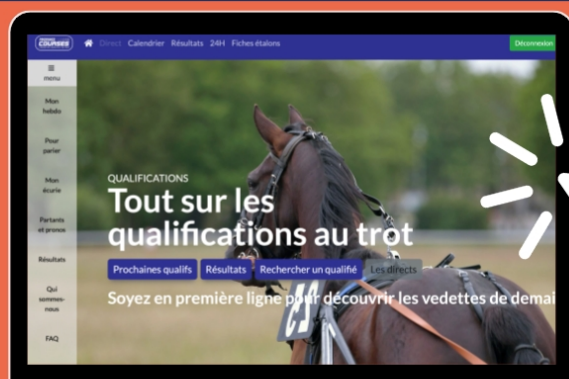 COURSES
Direct Calendrier Résultats 24H Fiches étalons
Déconnexion
menu
Mon
hebdo
Pour
parier
Mon
écurie
Partants
et pronos
Résultats
Qui
sommes-
nous
FAQ
QUALIFICATIONS
Tout sur les
qualifications au trot
Prochaines qualifs Résultats Rechercher un qualifié Les directs
Soyez en première ligne pour découvrir les vedettes de demai